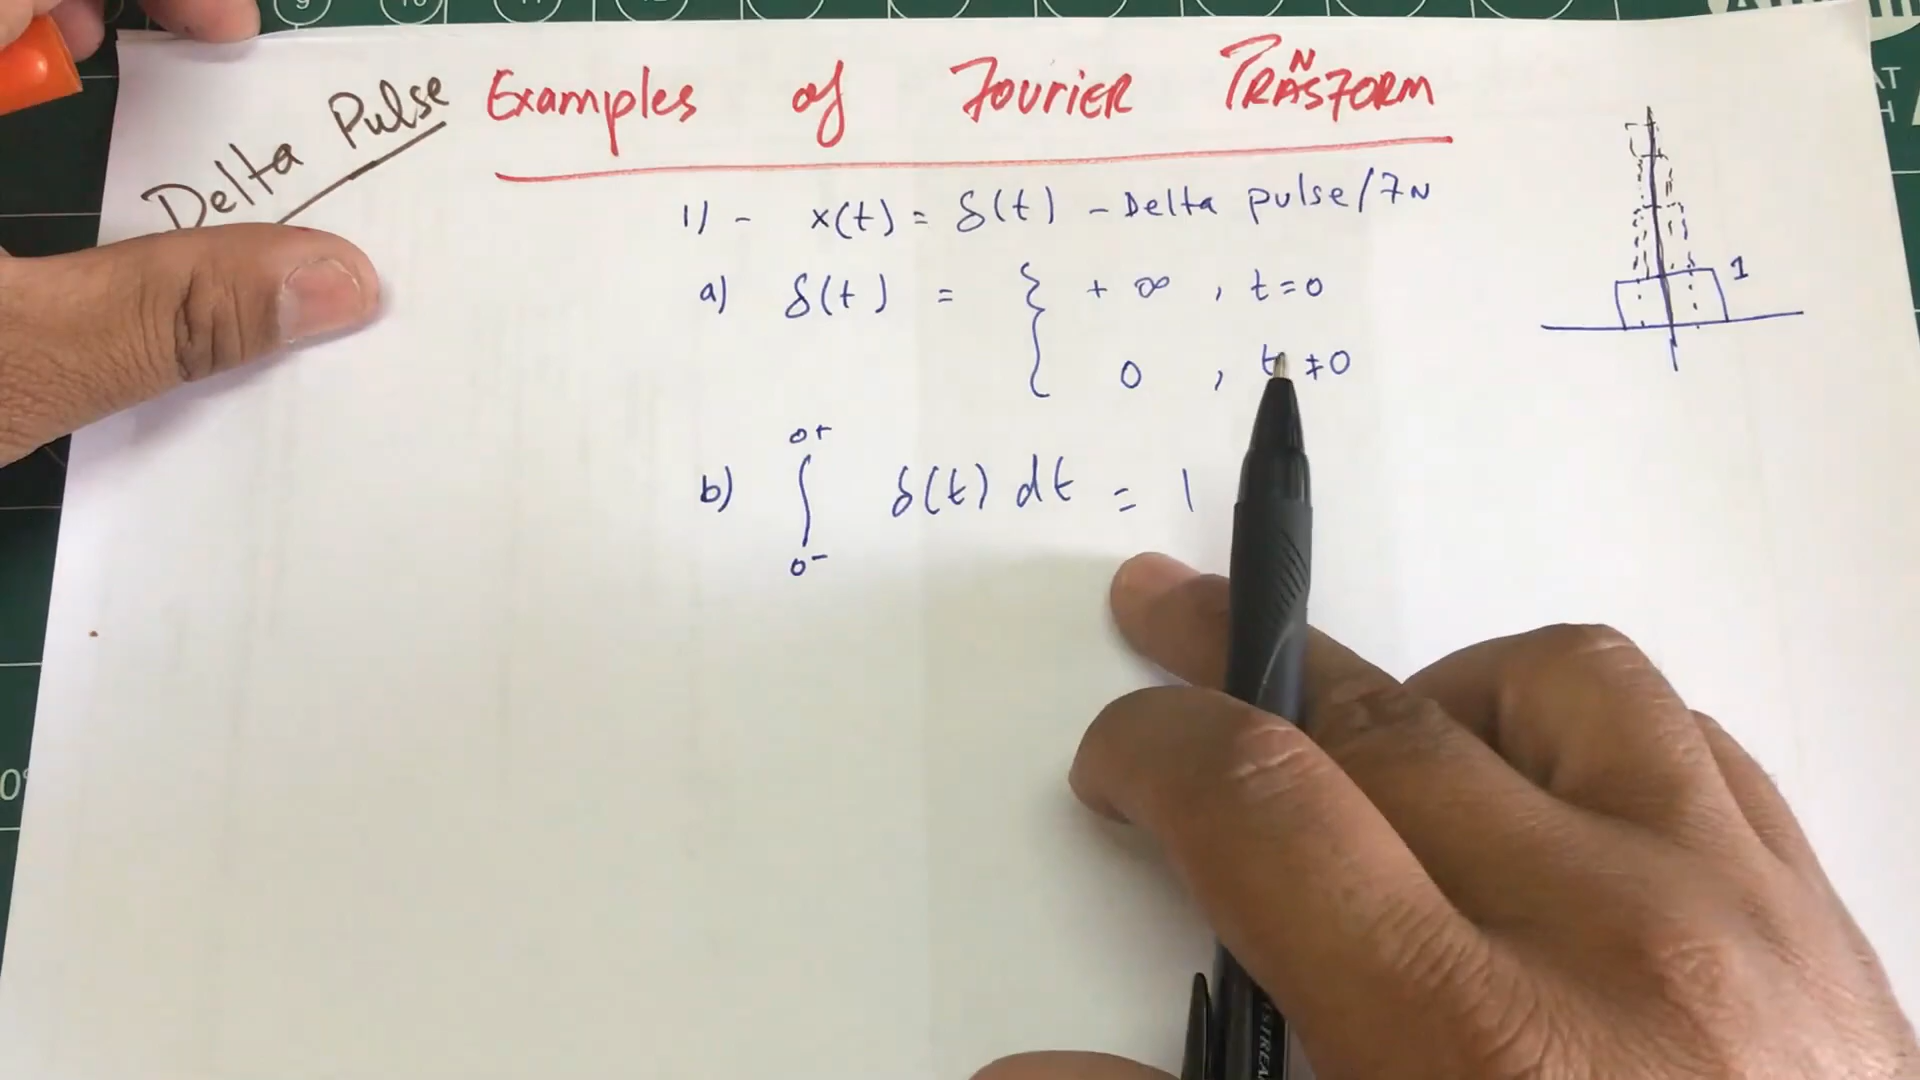 Delta Pulse
Examples of Fourier TRANSFORM
1) - x(t) = δ(t) - Delta pulse/FN
a) δ(t) = { +∞ , t=0
0 , t≠0
1
b) ∫ 0+ 0- δ(t) dt = 1